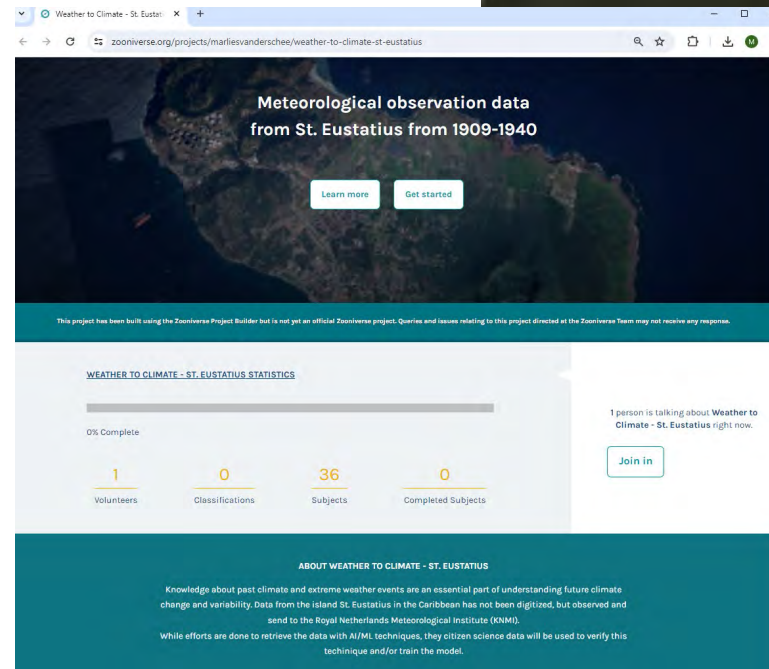 Weather to Climate - St. Eustat
zooniverse.org/projects/marliesvanderschee/weather-to-climate-st-eustatius
M
Meteorological observation data
from St. Eustatius from 1909-1940
Learn more
Get started
This project has been built using the Zooniverse Project Builder but is not yet an official Zooniverse project. Queries and issues relating to this project directed at the Zooniverse Team may not receive any response.
WEATHER TO CLIMATE - ST. EUSTATIUS STATISTICS
0% Complete
1
Volunteers
0
Classifications
36
Subjects
0
Completed Subjects
1 person is talking about Weather to
Climate - St. Eustatius right now.
Join in
ABOUT WEATHER TO CLIMATE - ST. EUSTATIUS
Knowledge about past climate and extreme weather events are an essential part of understanding future climate
change and variability. Data from the island St. Eustatius in the Caribbean has not been digitized, but observed and
send to the Royal Netherlands Meteorological Institute (KNMI).
While efforts are done to retrieve the data with AI/ML techniques, they citizen science data will be used to verify this
techinique and/or train the model.